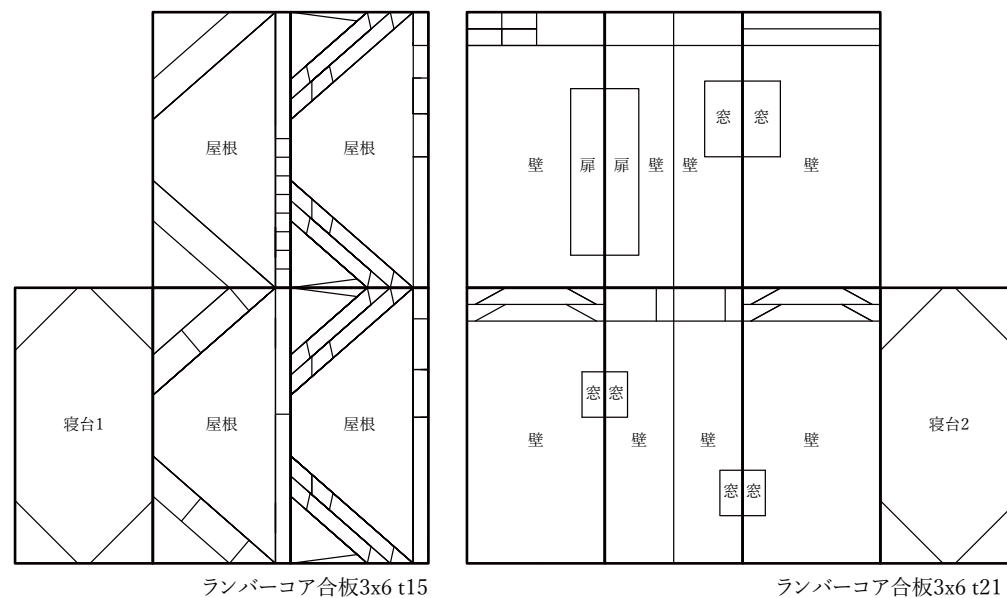 屋根 屋根
寝台1 屋根 屋根
ランバーコア合板3x6 t15
窓 窓
壁 扉 扉 壁 壁 壁
窓 窓
壁 壁 壁 壁 寝台2
窓 窓
ランバーコア合板3x6 t21